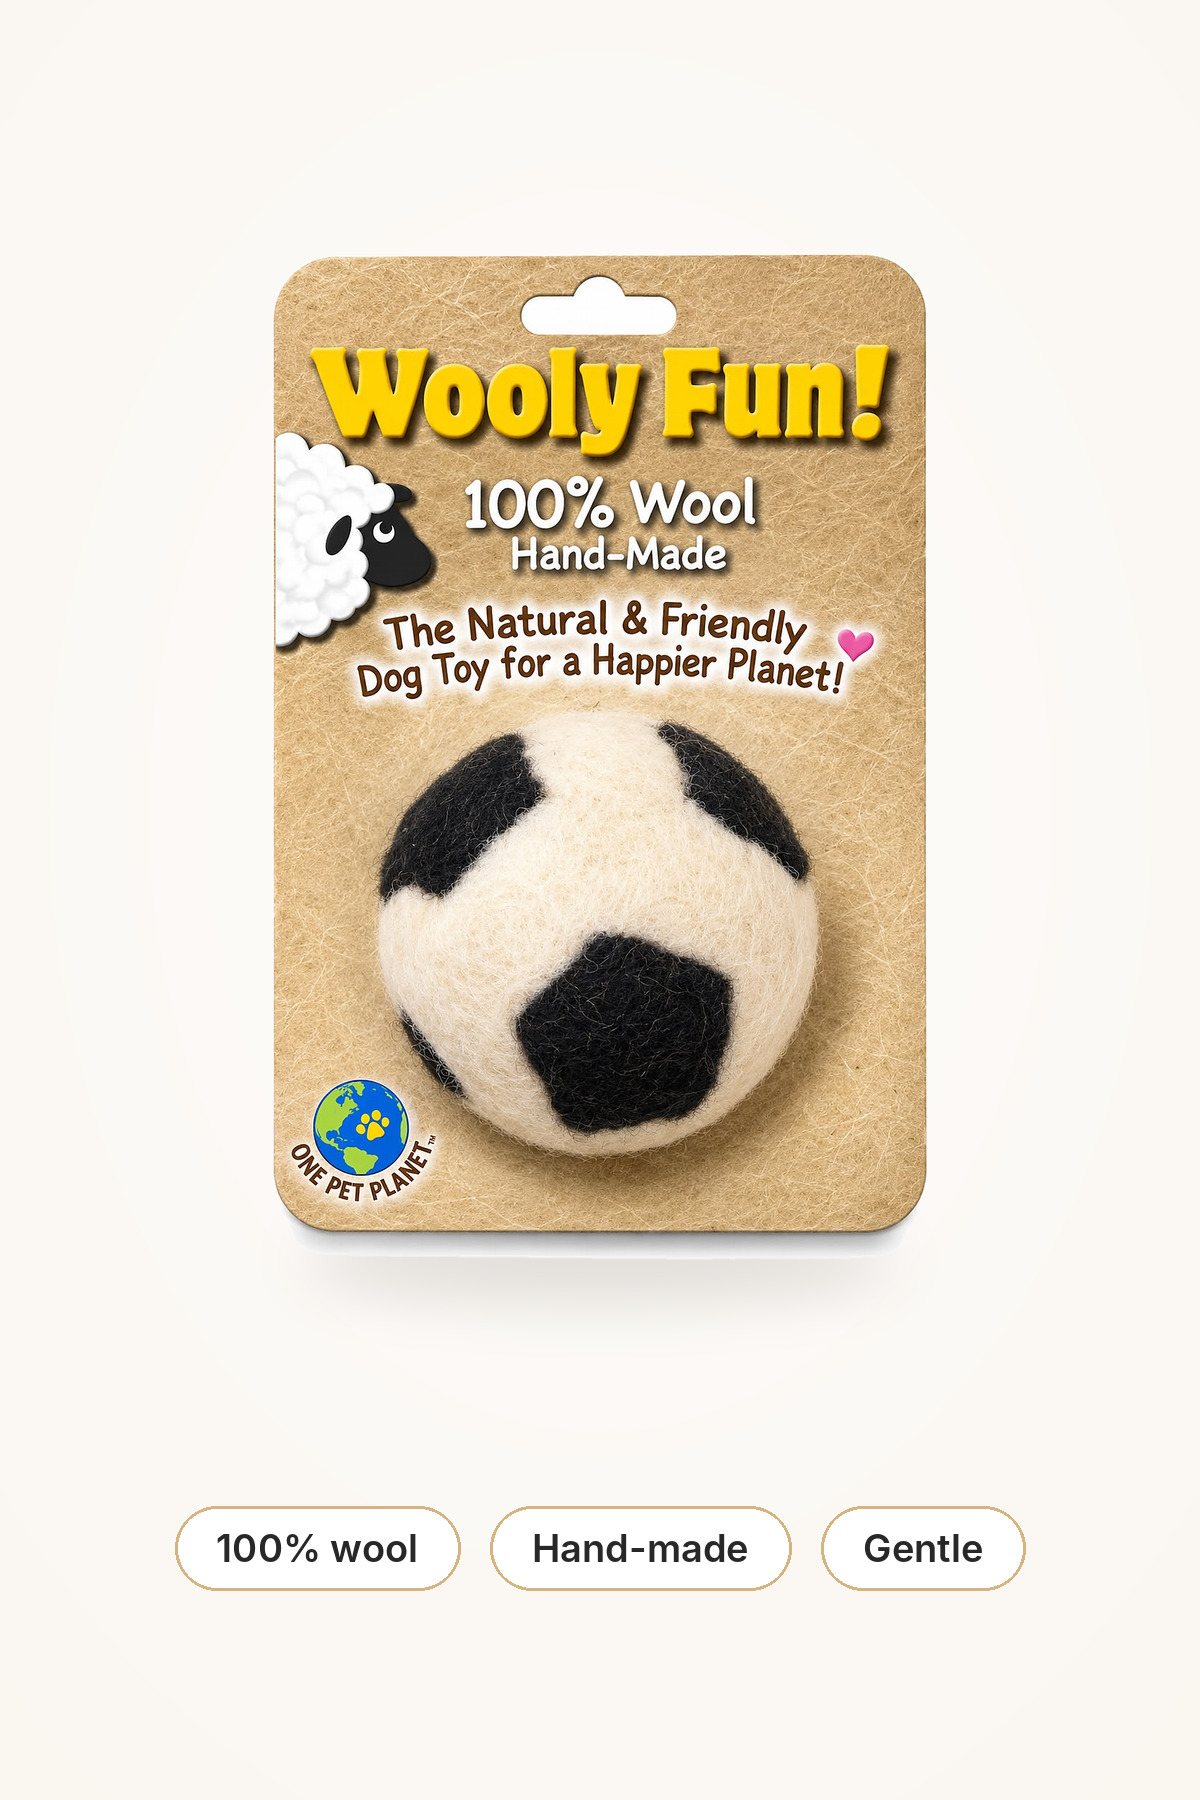 Wooly Fun!
100% Wool
Hand-Made
The Natural & Friendly
Dog Toy for a Happier Planet!
ONE PET PLANET™
100% wool
Hand-made
Gentle